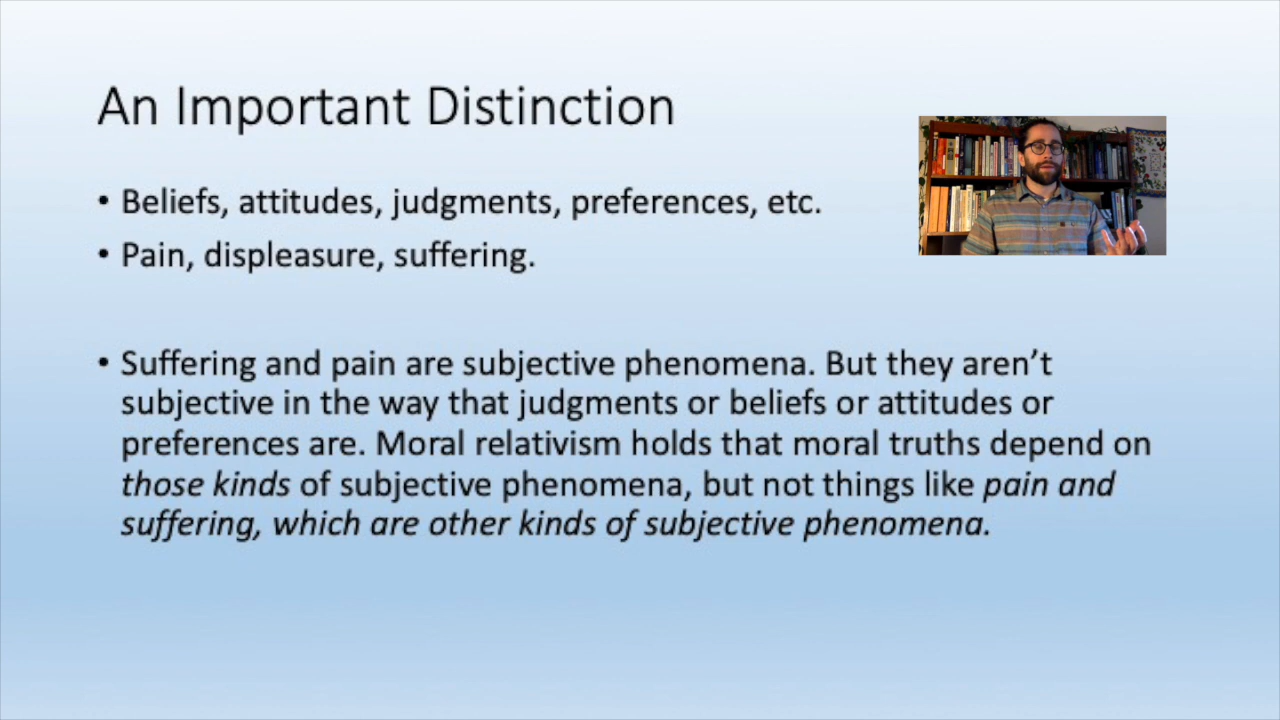 An Important Distinction
• Beliefs, attitudes, judgments, preferences, etc.
• Pain, displeasure, suffering.
• Suffering and pain are subjective phenomena. But they aren’t
subjective in the way that judgments or beliefs or attitudes or
preferences are. Moral relativism holds that moral truths depend on
those kinds of subjective phenomena, but not things like pain and
suffering, which are other kinds of subjective phenomena.